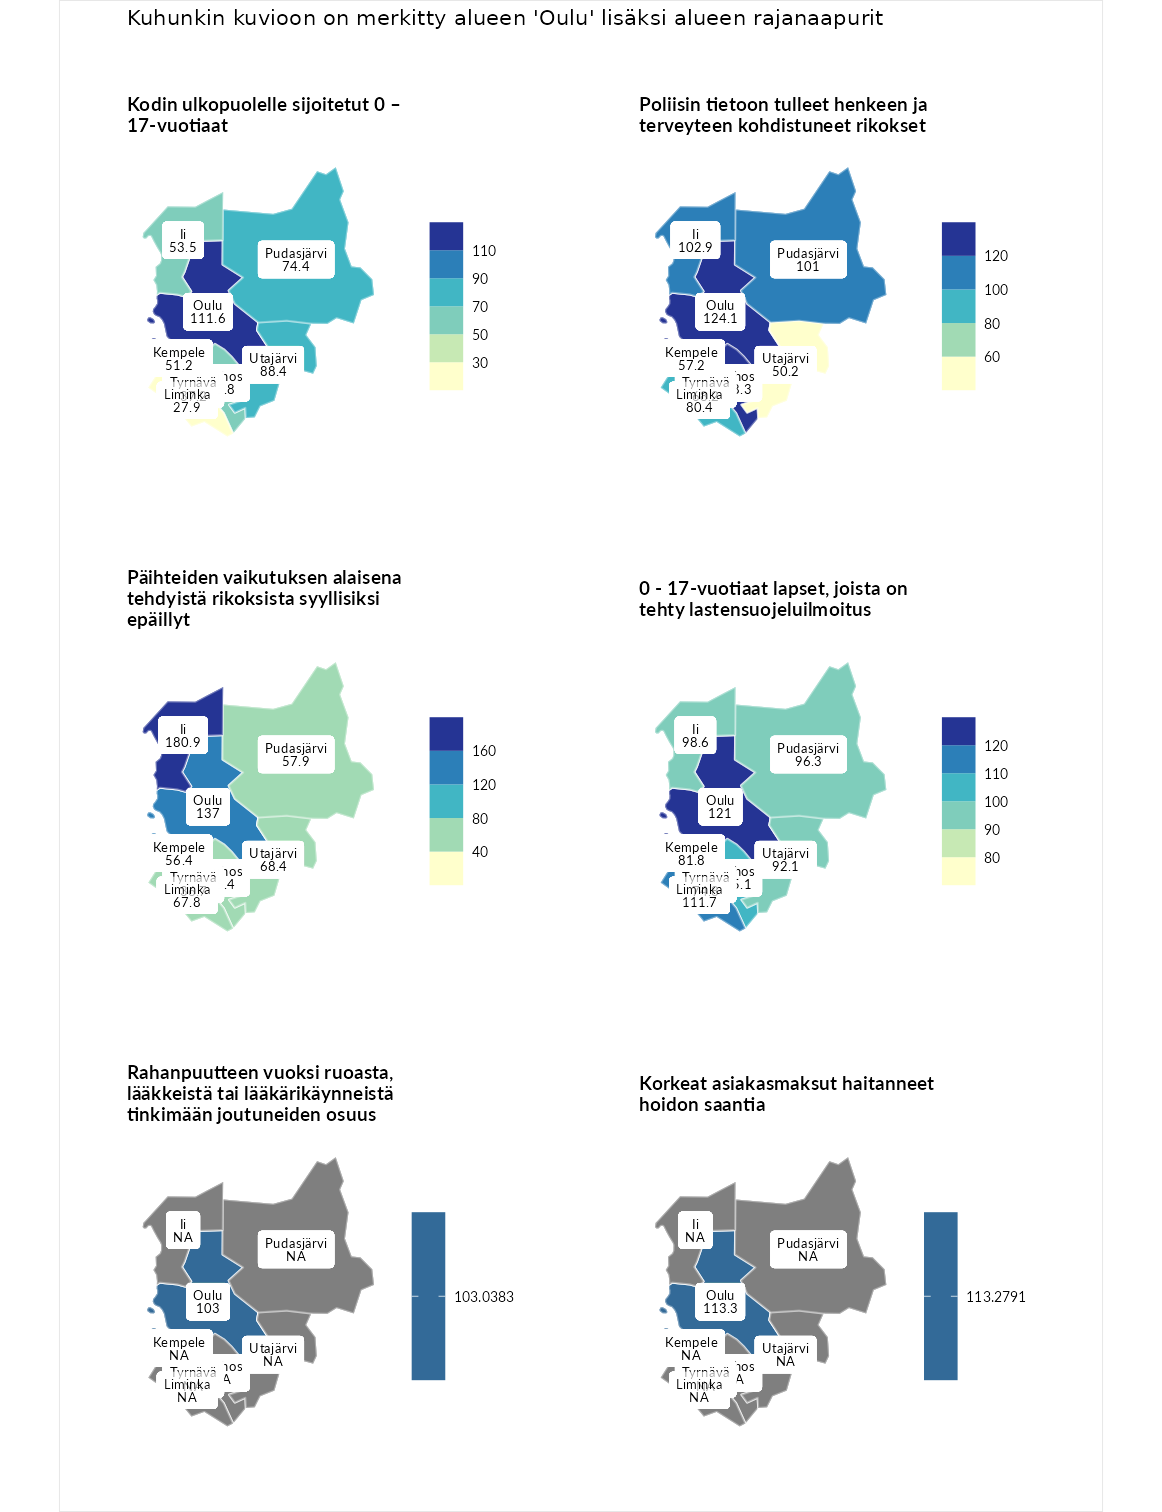 Kuhunkin kuvioon on merkitty alueen 'Oulu' lisäksi alueen rajanaapurit
Kodin ulkopuolelle sijoitetut 0 –
17-vuotiaat
Ii
53.5
Pudasjärvi
74.4
Oulu
111.6
Kempele
51.2
Utajärvi
88.4
Tyrnävä
Liminka
27.9
110
90
70
50
30
Poliisin tietoon tulleet henkeen ja
terveyteen kohdistuneet rikokset
Ii
102.9
Pudasjärvi
101
Oulu
124.1
Kempele
57.2
Utajärvi
50.2
Tyrnävä
Liminka
80.4
120
100
80
60
Päihteiden vaikutuksen alaisena
tehdyistä rikoksista syyllisiksi
epäillyt
Ii
180.9
Pudasjärvi
57.9
Oulu
137
Kempele
56.4
Utajärvi
68.4
Tyrnävä
Liminka
67.8
160
120
80
40
0 - 17-vuotiaat lapset, joista on
tehty lastensuojeluilmoitus
Ii
98.6
Pudasjärvi
96.3
Oulu
121
Kempele
81.8
Utajärvi
92.1
Tyrnävä
Liminka
111.7
120
110
100
90
80
Rahanpuutteen vuoksi ruoasta,
lääkkeistä tai lääkärikäynneistä
tinkimään joutuneiden osuus
Ii
NA
Pudasjärvi
NA
Oulu
103
Kempele
NA
Utajärvi
NA
Tyrnävä
Liminka
NA
103.0383
Korkeat asiakasmaksut haitanneet
hoidon saantia
Ii
NA
Pudasjärvi
NA
Oulu
113.3
Kempele
NA
Utajärvi
NA
Tyrnävä
Liminka
NA
113.2791